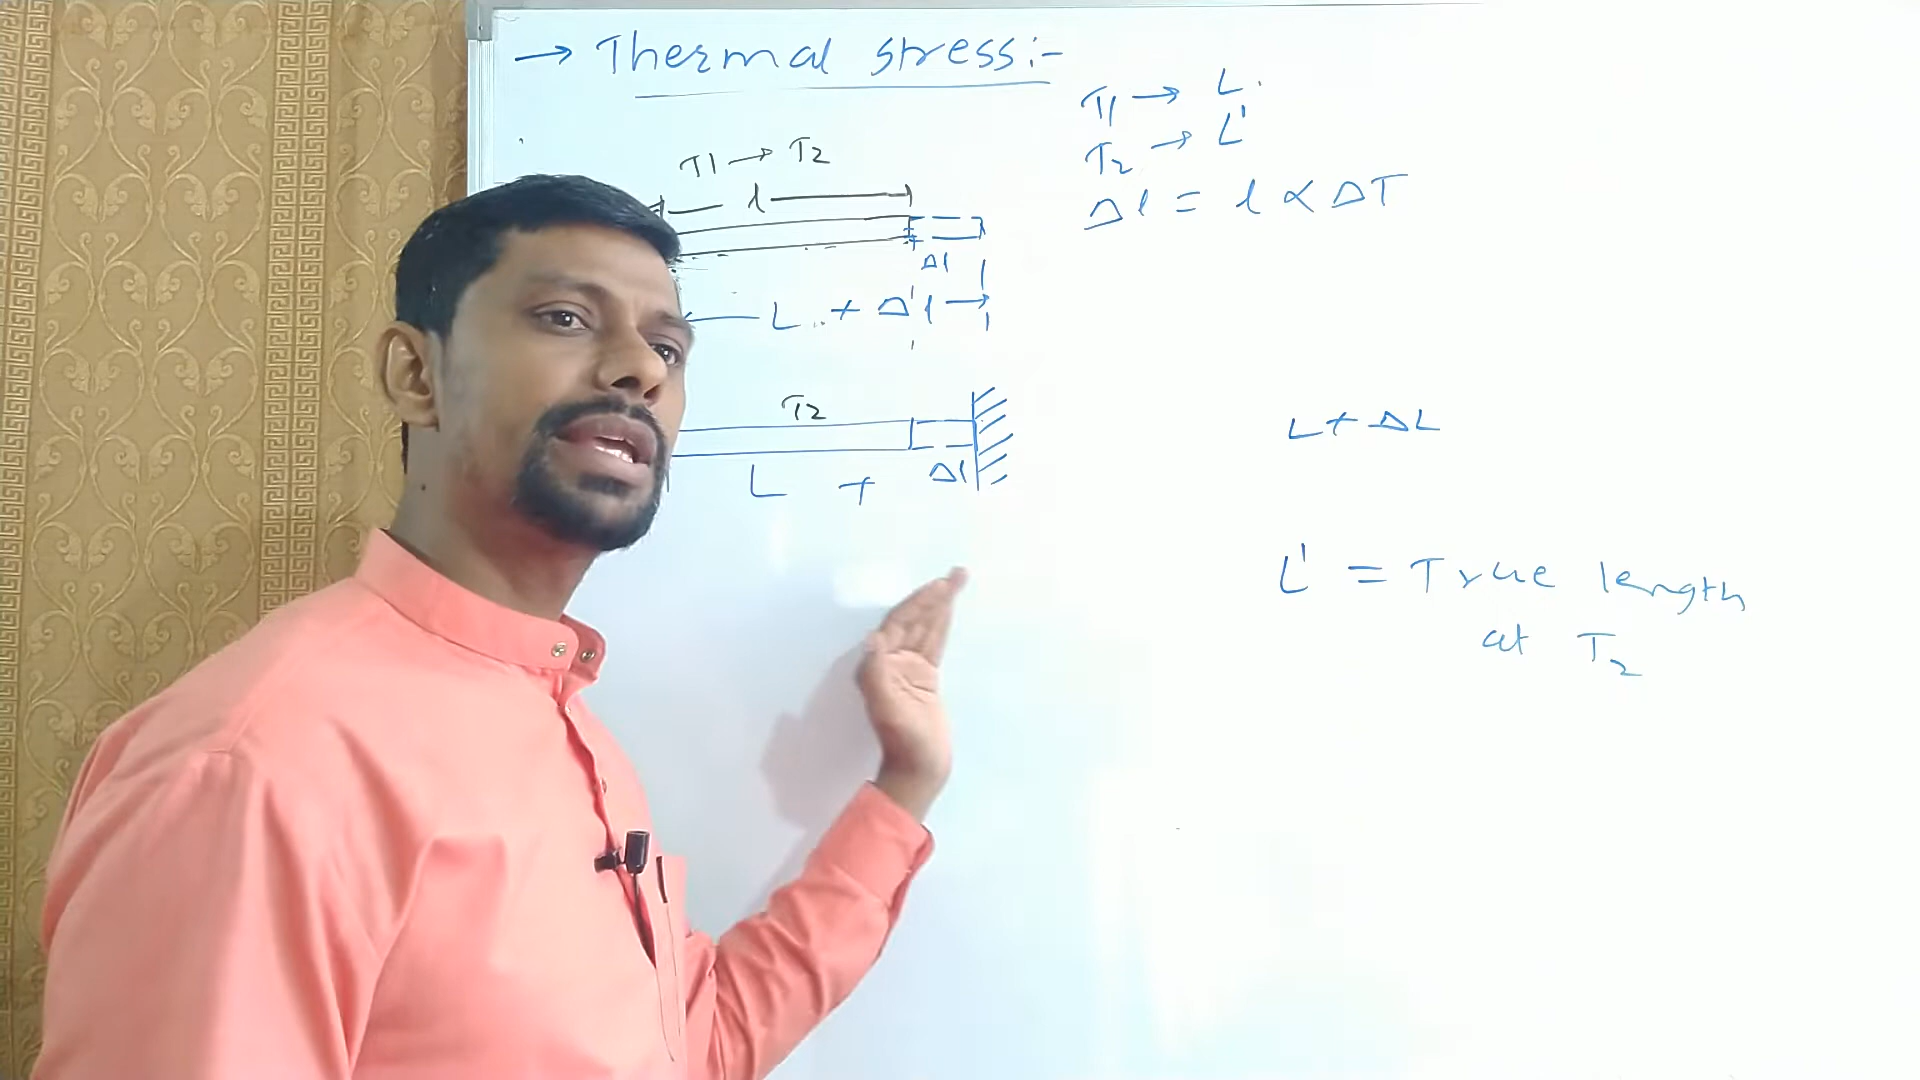 → Thermal stress:-
T1 → T2
l
Δl
L + Δl
T2
L + Δl
T1 → L
T2 → L'
Δl = l ∝ ΔT
L + ΔL
L' = True length
at T2